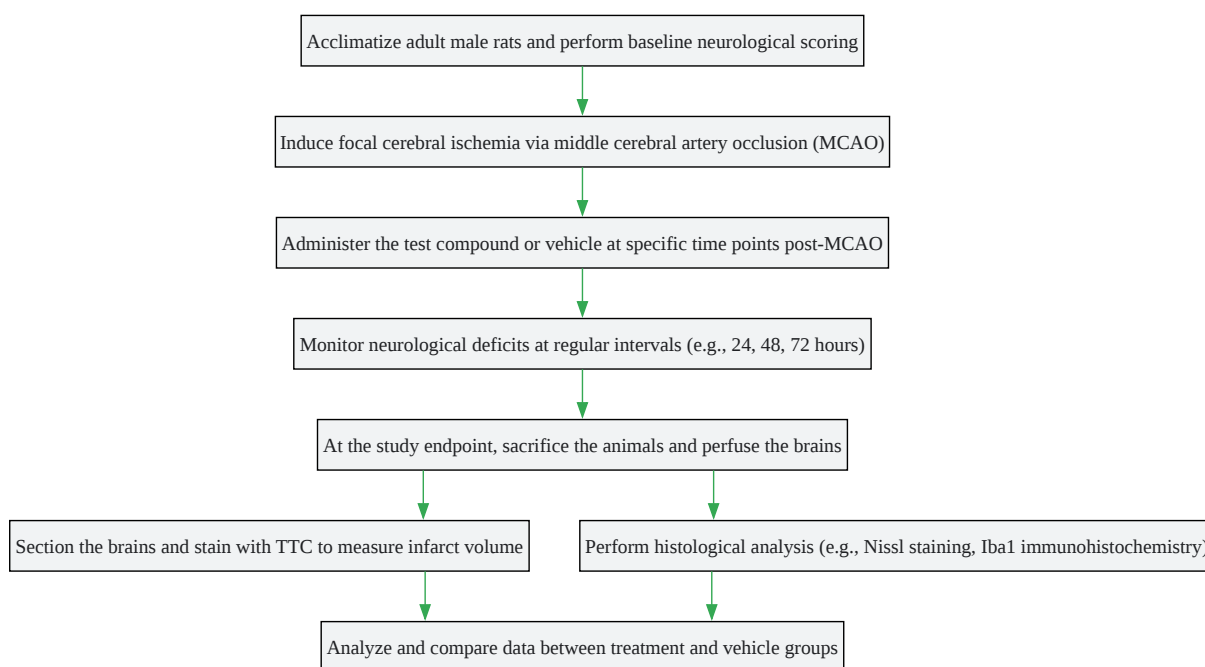 Acclimatize adult male rats and perform baseline neurological scoring
Induce focal cerebral ischemia via middle cerebral artery occlusion (MCAO)
Administer the test compound or vehicle at specific time points post-MCAO
Monitor neurological deficits at regular intervals (e.g., 24, 48, 72 hours)
At the study endpoint, sacrifice the animals and perfuse the brains
Section the brains and stain with TTC to measure infarct volume
Perform histological analysis (e.g., Nissl staining, Iba1 immunohistochemistry)
Analyze and compare data between treatment and vehicle groups